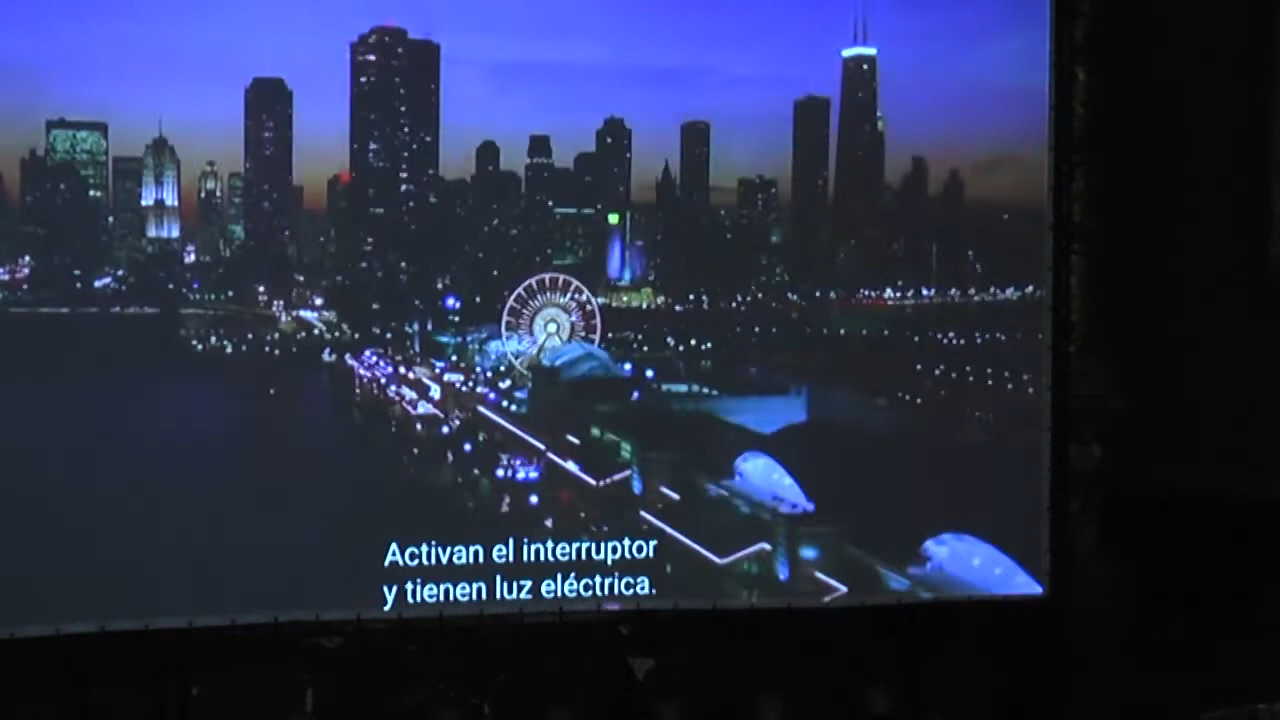 Activan el interruptor
y tienen luz eléctrica.